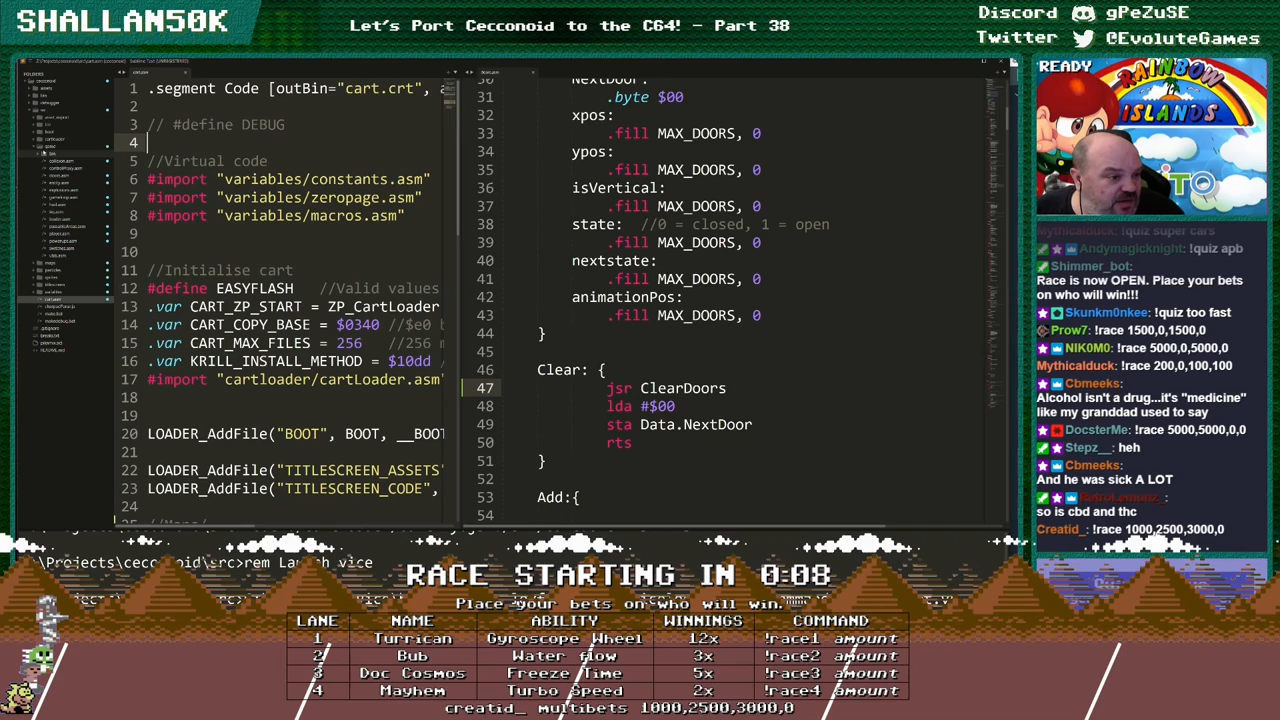 SHALLAN50K
Let's Port Cecconoid to the C64! - Part 38
Discord gPeZuSE
Twitter @EvoluteGames
FOLDERS
1 .segment Code [outBin="cart.crt",
2
3 // #define DEBUG
4
5 //Virtual code
6 #import "variables/constants.asm"
7 #import "variables/zeropage.asm"
8 #import "variables/macros.asm"
9
10
11 //Initialise cart
12 #define EASYFLASH //Valid values
13 .var CART_ZP_START = ZP_CartLoader
14 .var CART_COPY_BASE = $0340 //$e0 b
15 .var CART_MAX_FILES = 256 //256 m
16 .var KRILL_INSTALL_METHOD = $10dd
17 #import "cartloader/cartLoader.asm"
18
19
20 LOADER_AddFile("BOOT", BOOT, __BOOT
21
22 LOADER_AddFile("TITLESCREEN_ASSETS"
23 LOADER_AddFile("TITLESCREEN_CODE",
24
NextDoor:
31 .byte $00
32 xpos:
33 .fill MAX_DOORS, 0
34 ypos:
35 .fill MAX_DOORS, 0
36 isVertical:
37 .fill MAX_DOORS, 0
38 state: //0 = closed, = open
39 .fill MAX_DOORS, 0
40 nextstate:
41 .fill MAX_DOORS, 0
42 animationPos:
43 .fill MAX_DOORS, 0
44 }
45
46 Clear: {
47 jsr ClearDoors
48 lda #$00
49 sta Data.NextDoor
50 rts
51 }
52
53 Add:{
54
READY
RAINBOW
Mythicalduck: !quiz super cars
Andymagicknight: !quiz apb
Shimmer_bot:
Race is now OPEN. Place your bets
on who will win!!!
Skunkm0nkee: !quiz too fast
Prow7: !race 1500,0,1500,0
NIK0M0: !race 5000,0,5000,0
Mythicalduck: !race 200,0,100,100
Cbmeeks:
Alcohol isn't a drug...it's "medicine"
like my granddad used to say
DocsterMe: !race 5000,5000,0,0
Stepz__: heh
Cbmeeks:
And he was sick A LOT
so is cbd and thc
Creatid_: !race 1000,2500,3000,0
RACE STARTING IN 0:08
Place your bets on who will win.
LANE NAME ABILITY WINNINGS COMMAND
1 Turrican Gyroscope Wheel 12x !race1 amount
2 Bub Water flow 3x !race2 amount
3 Doc Cosmos Freeze Time 5x !race3 amount
4 Mayhem Turbo Speed 2x !race4 amount
creatid_ multibets 1000,2500,3000,0